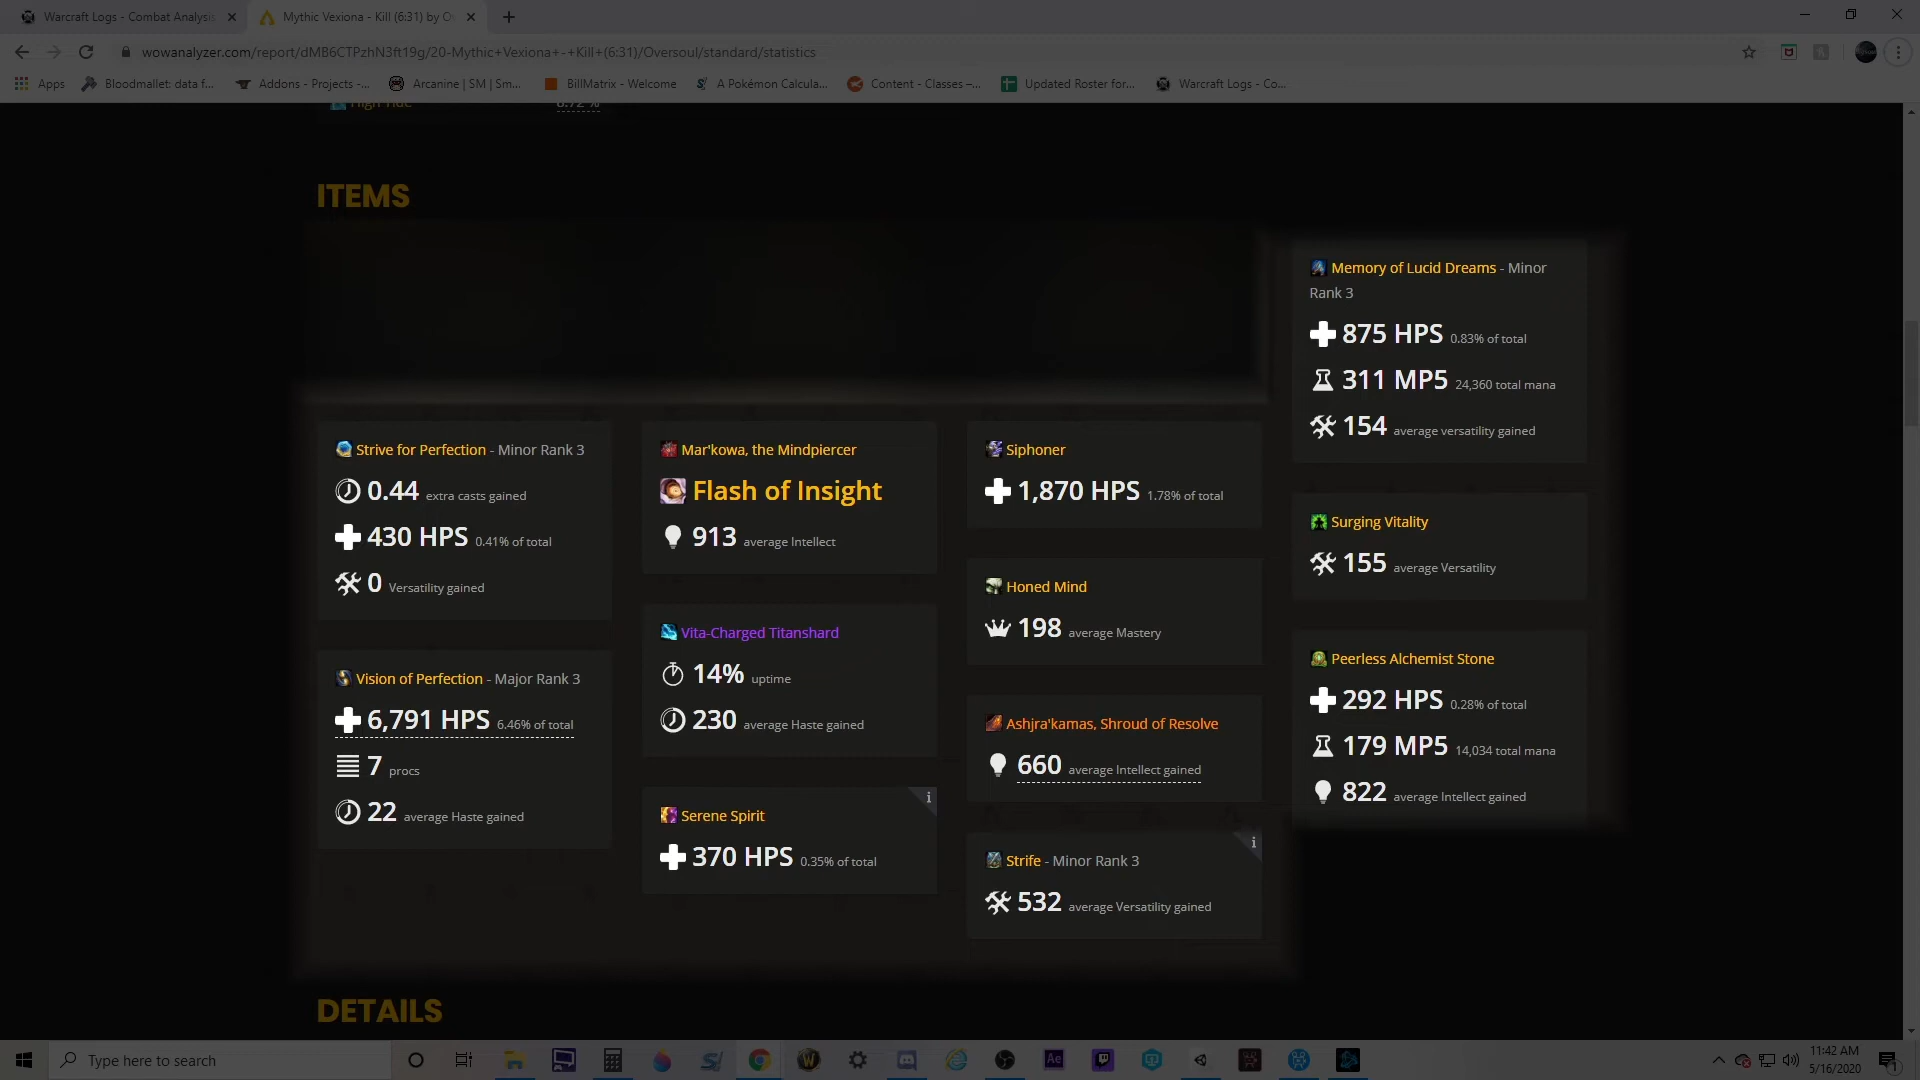 Warcraft Logs - Combat Analysis
Mythic Vexiona - Kill (6:31) by Ov
wowanalyzer.com/report/dMB6CTPzhN3ft19g/20-Mythic+Vexiona+-+Kill+(6:31)/Oversoul/standard/statistics
Apps
Bloodmallet: data f...
Addons - Projects -...
Arcanine | SM | Sm...
BillMatrix - Welcome
A Pokémon Calcula...
Content - Classes –...
Updated Roster for...
Warcraft Logs - Co...
High Tide
6.72 %
ITEMS
Strive for Perfection - Minor Rank 3
0.44 extra casts gained
430 HPS 0.41% of total
0 Versatility gained
Vision of Perfection - Major Rank 3
6,791 HPS 6.46% of total
7 procs
22 average Haste gained
Mar'kowa, the Mindpiercer
Flash of Insight
913 average Intellect
Vita-Charged Titanshard
14% uptime
230 average Haste gained
Serene Spirit
i
370 HPS 0.35% of total
Siphoner
1,870 HPS 1.78% of total
Honed Mind
198 average Mastery
Ashjra'kamas, Shroud of Resolve
660 average Intellect gained
Strife - Minor Rank 3
i
532 average Versatility gained
Memory of Lucid Dreams - Minor
Rank 3
875 HPS 0.83% of total
311 MP5 24,360 total mana
154 average versatility gained
Surging Vitality
155 average Versatility
Peerless Alchemist Stone
292 HPS 0.28% of total
179 MP5 14,034 total mana
822 average Intellect gained
DETAILS
Type here to search
Ae
11:42 AM
5/16/2020